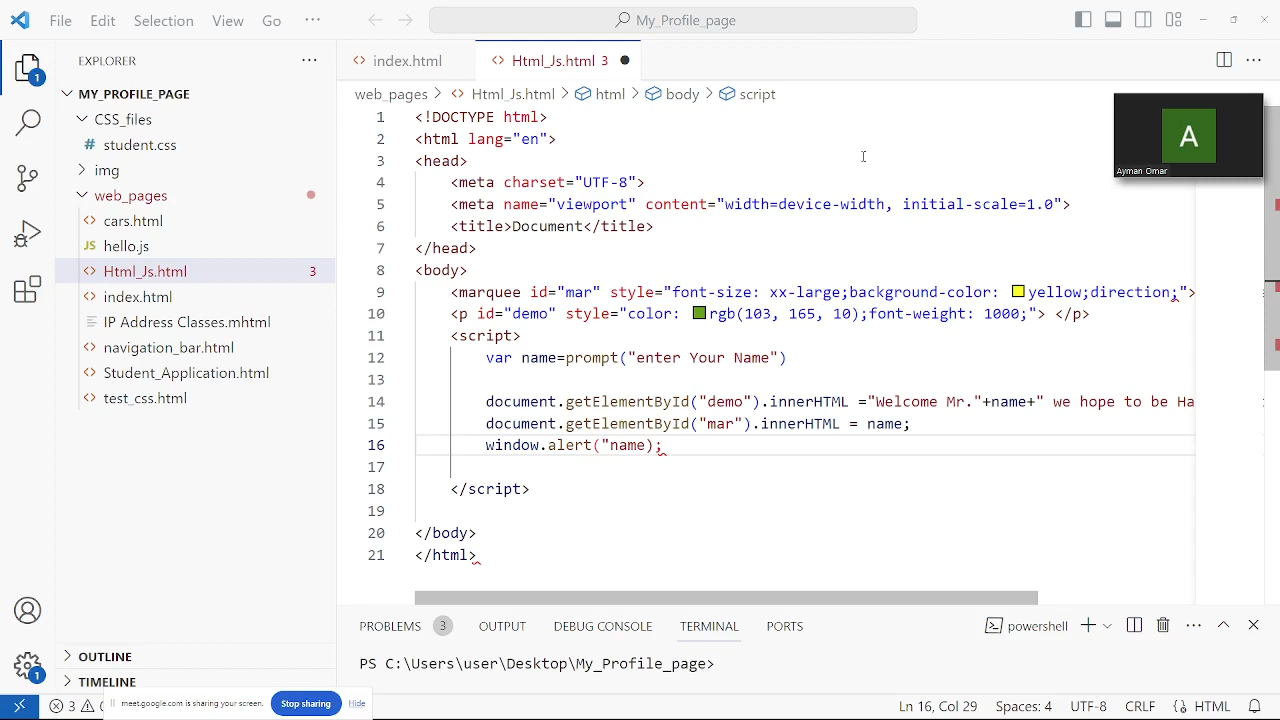 File Edit Selection View Go ··· My_Profile_page
EXPLORER ···
MY_PROFILE_PAGE
CSS_files
# student.css
img
web_pages
cars.html
JS hello.js
Html_Js.html 3
index.html
IP Address Classes.mhtml
navigation_bar.html
Student_Application.html
test_css.html
OUTLINE
TIMELINE
1
1
index.html
Html_Js.html 3
web_pages > Html_Js.html > html > body > script
1 <!DOCTYPE html>
2 <html lang="en">
3 <head>
4 <meta charset="UTF-8">
5 <meta name="viewport" content="width=device-width, initial-scale=1.0">
6 <title>Document</title>
7 </head>
8 <body>
9 <marquee id="mar" style="font-size: xx-large;background-color: yellow;direction;">
10 <p id="demo" style="color: rgb(103, 165, 10);font-weight: 1000;"> </p>
11 <script>
12 var name=prompt("enter Your Name")
13
14 document.getElementById("demo").innerHTML ="Welcome Mr."+name+" we hope to be Ha
15 document.getElementById("mar").innerHTML = name;
16 window.alert("name);
17
18 </script>
19
20 </body>
21 </html>
A
Ayman Omar
PROBLEMS 3 OUTPUT DEBUG CONSOLE TERMINAL PORTS powershell
PS C:\Users\user\Desktop\My_Profile_page>
meet.google.com is sharing your screen. Stop sharing Hide
3 Ln 16, Col 29 Spaces: 4 UTF-8 CRLF HTML